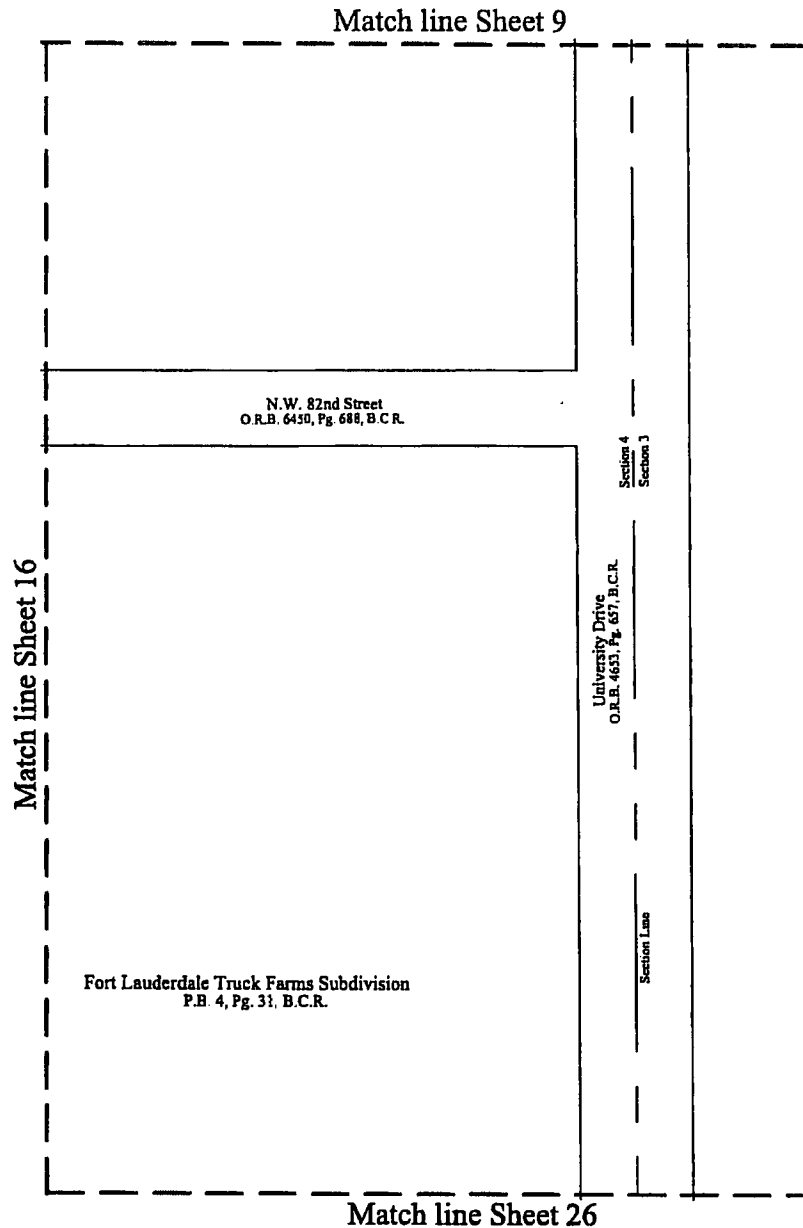 Match line Sheet 9
N.W. 82nd Street
O.R.B. 6450, Pg. 688, B.C.R.
Section 4
Section 3
University Drive
O.R.B. 4653, Pg. 657, B.C.R.
Match line Sheet 16
Section Line
Fort Lauderdale Truck Farms Subdivision
P.B. 4, Pg. 31, B.C.R.
Match line Sheet 26